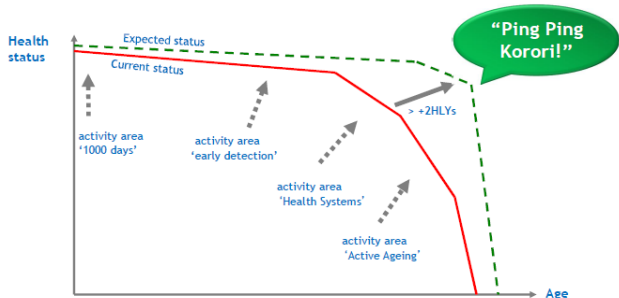 Health
status
Expected status
Current status
"Ping Ping
Korori!"
> +2HLYs
activity area
'1000 days'
activity area
'early detection'
activity area
'Health Systems'
activity area
'Active Ageing'
Age